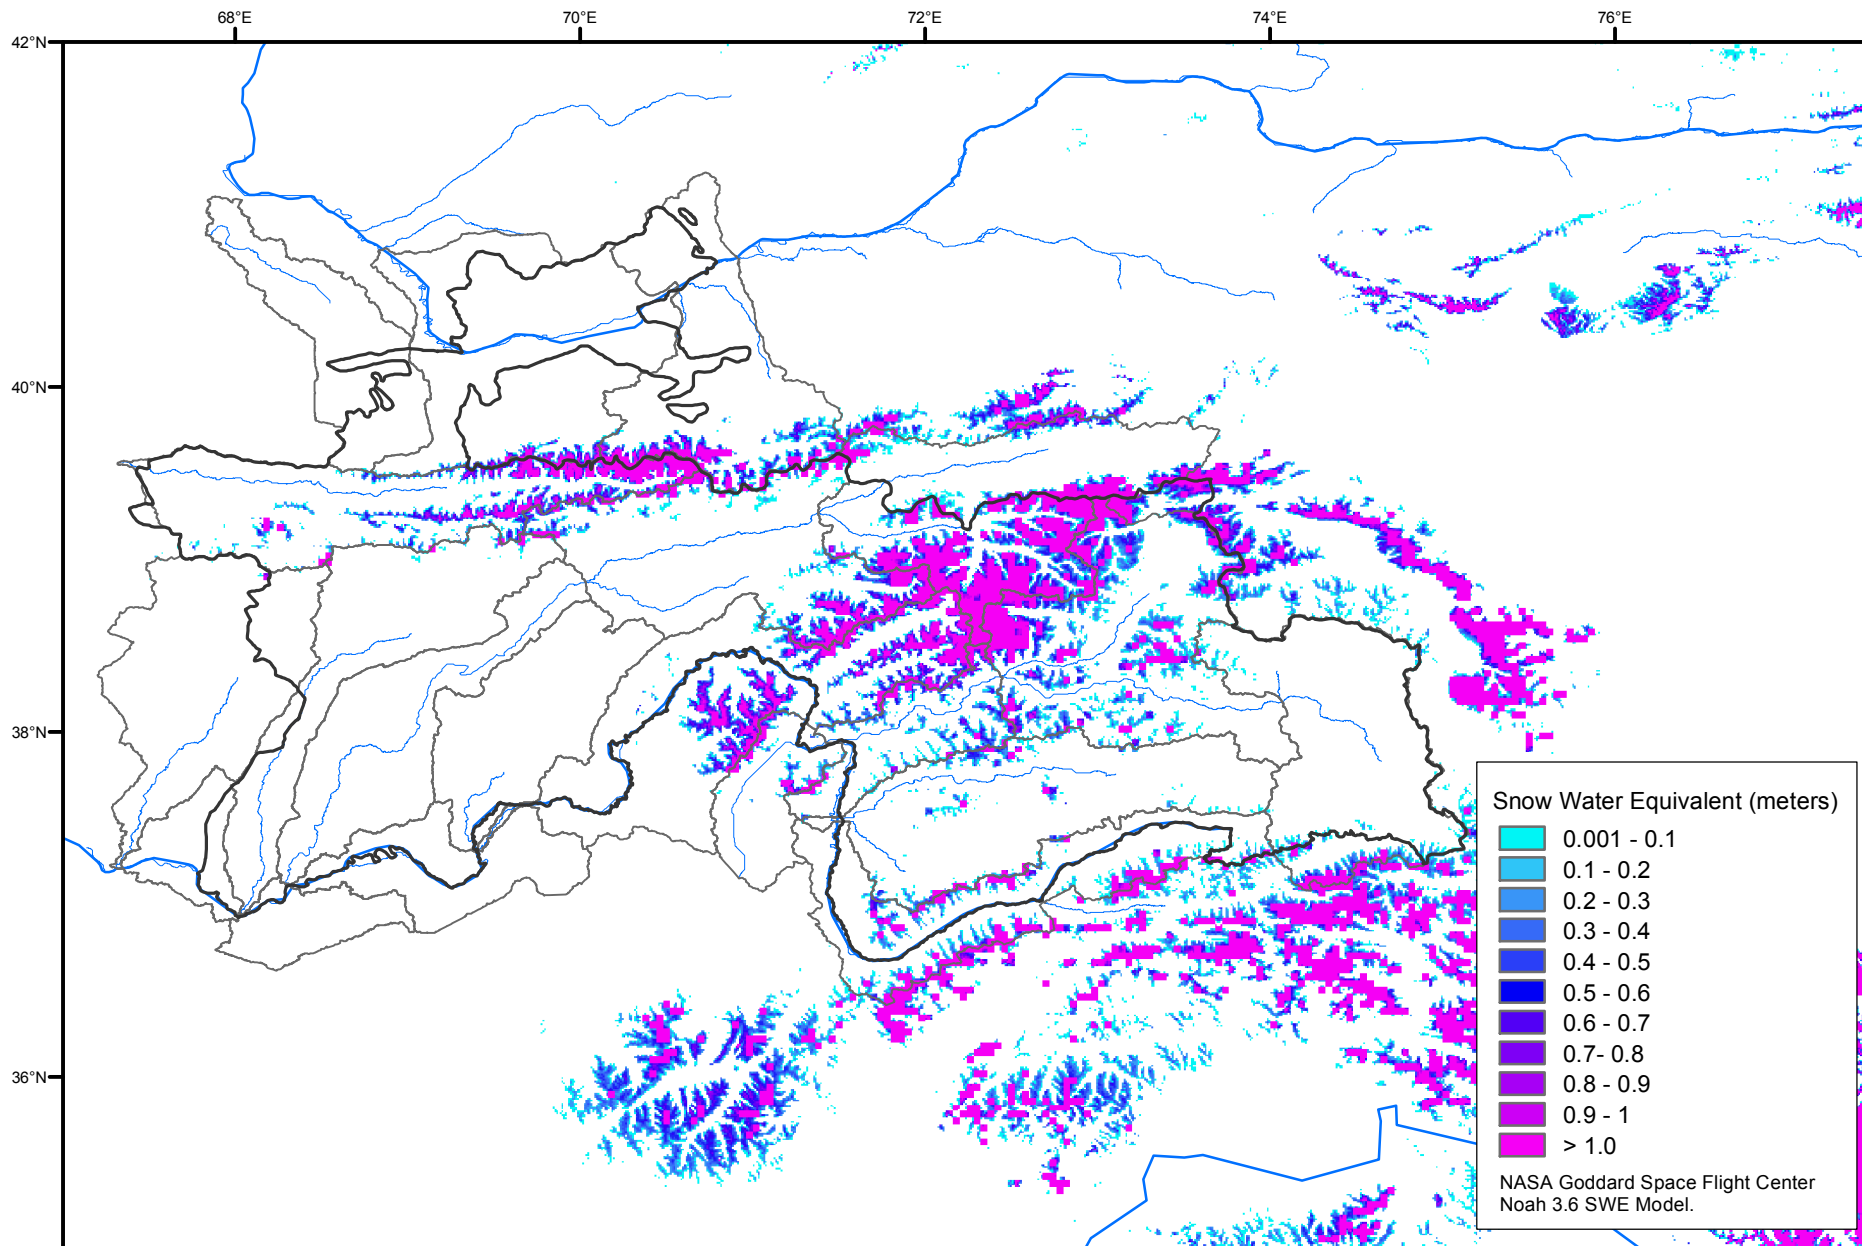 68°E 70°E 72°E 74°E 76°E
42°N
40°N
38°N
36°N
Snow Water Equivalent (meters)
0.001 - 0.1
0.1 - 0.2
0.2 - 0.3
0.3 - 0.4
0.4 - 0.5
0.5 - 0.6
0.6 - 0.7
0.7- 0.8
0.8 - 0.9
0.9 - 1
> 1.0
NASA Goddard Space Flight Center
Noah 3.6 SWE Model.